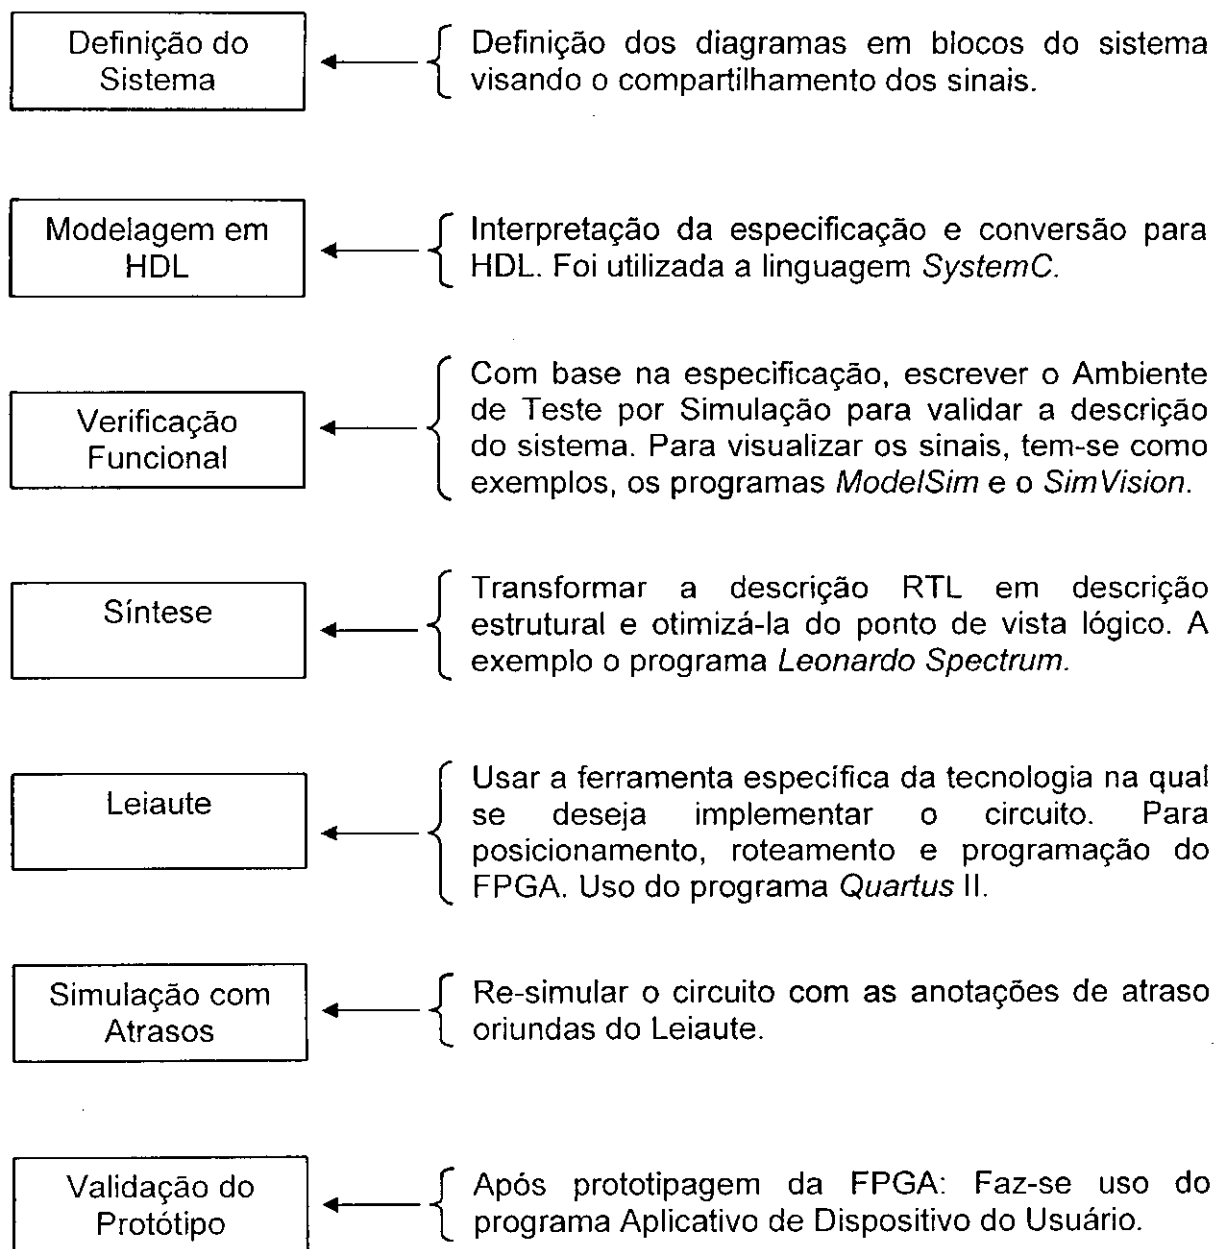 Definição do
Sistema
Definição dos diagramas em blocos do sistema
visando o compartilhamento dos sinais.
Modelagem em
HDL
Interpretação da especificação e conversão para
HDL. Foi utilizada a linguagem SystemC.
Verificação
Funcional
Com base na especificação, escrever o Ambiente
de Teste por Simulação para validar a descrição
do sistema. Para visualizar os sinais, tem-se como
exemplos, os programas ModelSim e o SimVision.
Síntese
Transformar a descrição RTL em descrição
estrutural e otimizá-la do ponto de vista lógico. A
exemplo o programa Leonardo Spectrum.
Leiaute
Usar a ferramenta específica da tecnologia na qual
se deseja implementar o circuito. Para
posicionamento, roteamento e programação do
FPGA. Uso do programa Quartus II.
Simulação com
Atrasos
Re-simular o circuito com as anotações de atraso
oriundas do Leiaute.
Validação do
Protótipo
Após prototipagem da FPGA: Faz-se uso do
programa Aplicativo de Dispositivo do Usuário.